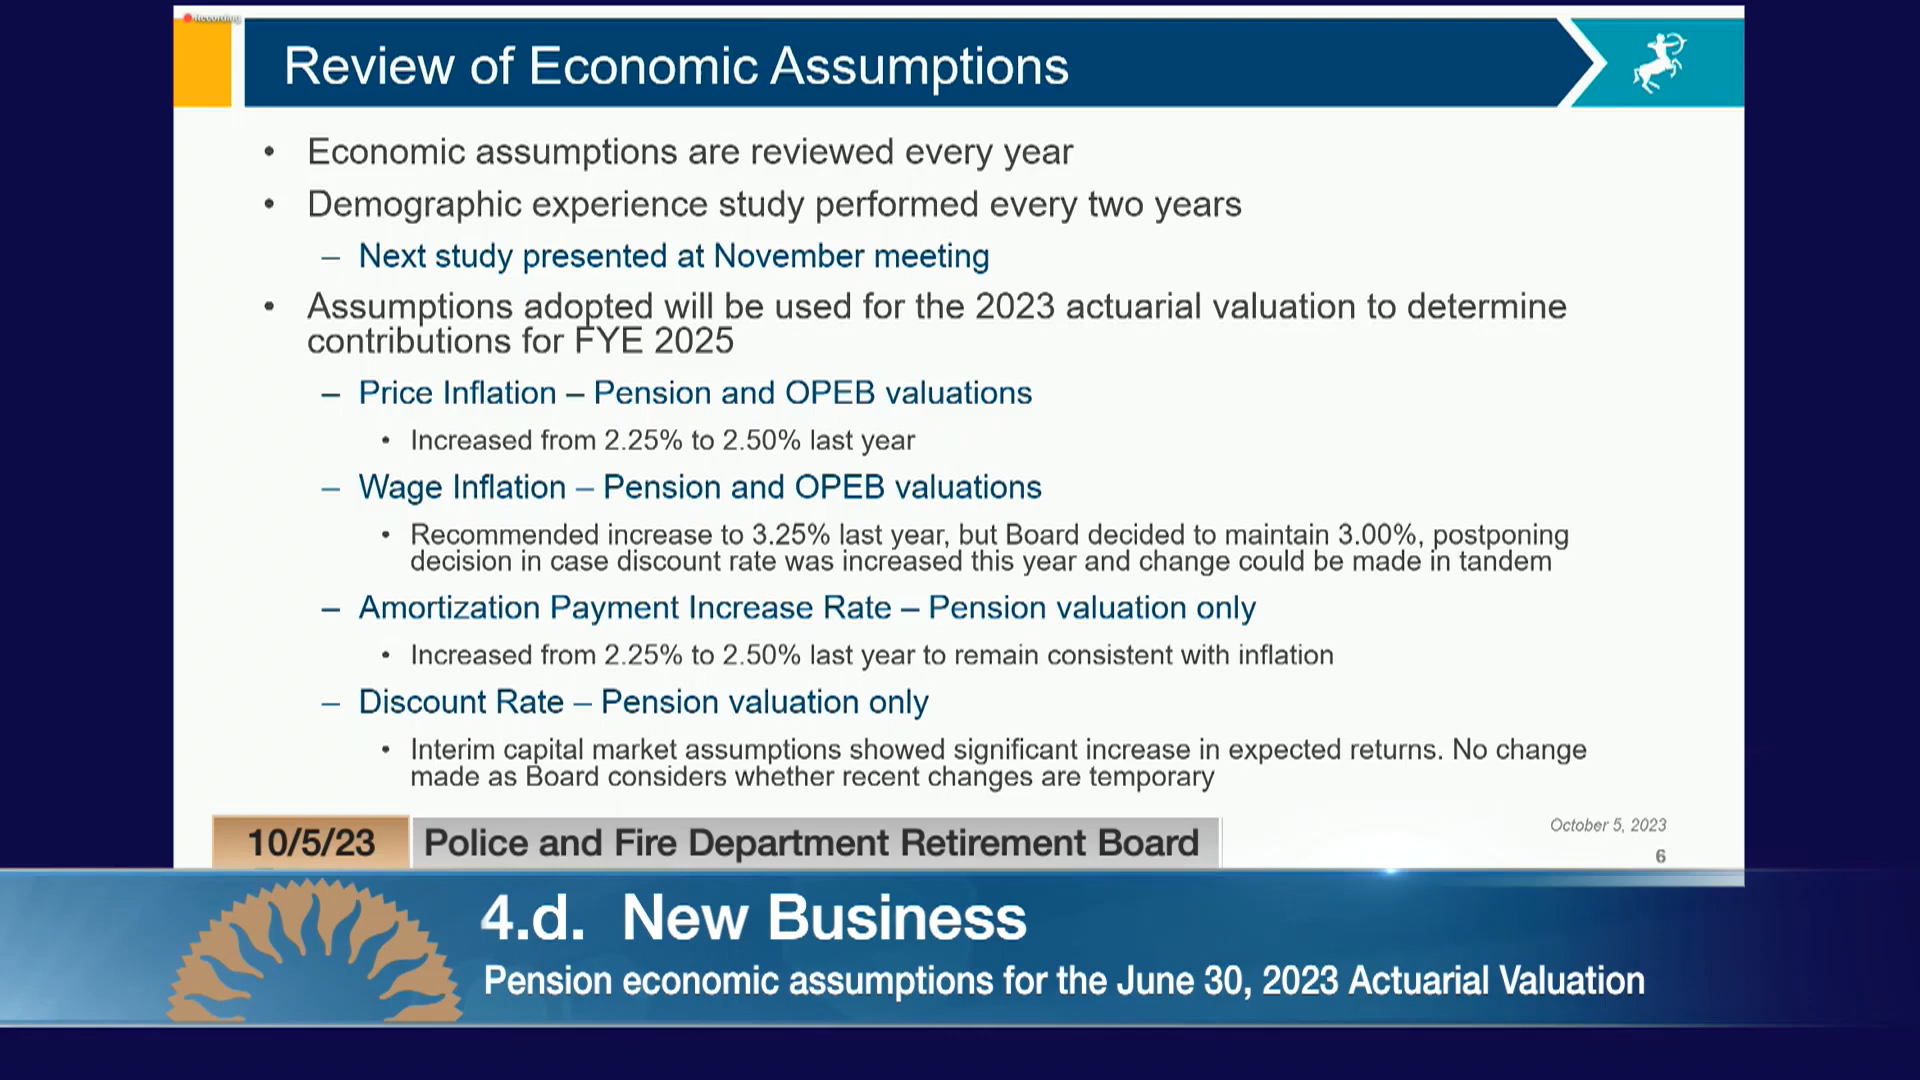 Recording
Review of Economic Assumptions
• Economic assumptions are reviewed every year
• Demographic experience study performed every two years
– Next study presented at November meeting
• Assumptions adopted will be used for the 2023 actuarial valuation to determine
contributions for FYE 2025
– Price Inflation – Pension and OPEB valuations
• Increased from 2.25% to 2.50% last year
– Wage Inflation – Pension and OPEB valuations
• Recommended increase to 3.25% last year, but Board decided to maintain 3.00%, postponing
decision in case discount rate was increased this year and change could be made in tandem
– Amortization Payment Increase Rate – Pension valuation only
• Increased from 2.25% to 2.50% last year to remain consistent with inflation
– Discount Rate – Pension valuation only
• Interim capital market assumptions showed significant increase in expected returns. No change
made as Board considers whether recent changes are temporary
October 5, 2023
6
10/5/23 Police and Fire Department Retirement Board
4.d. New Business
Pension economic assumptions for the June 30, 2023 Actuarial Valuation